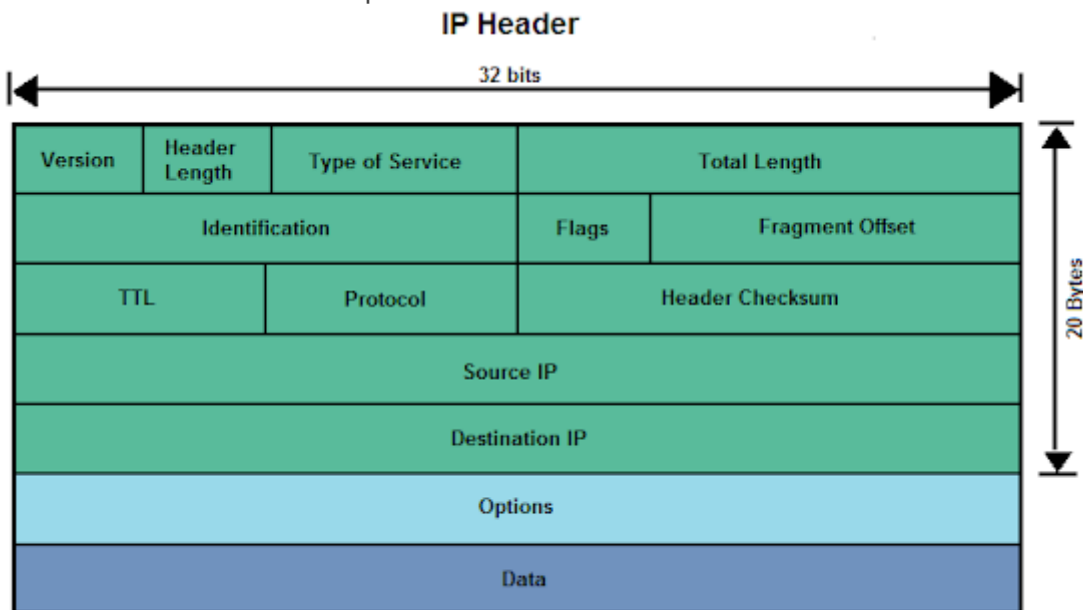 IP Header
32 bits
Version
Header
Length
Type of Service
Total Length
Identification
Flags
Fragment Offset
TTL
Protocol
Header Checksum
Source IP
Destination IP
Options
Data
20 Bytes